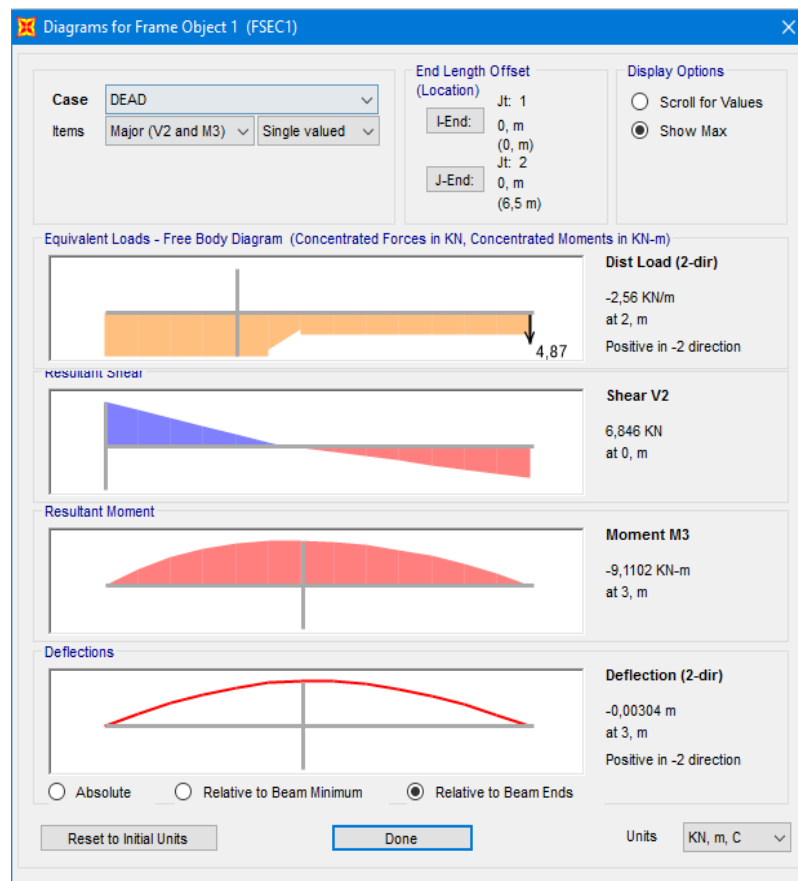 Diagrams for Frame Object 1 (FSEC1)
Case DEAD
Items Major (V2 and M3) Single valued
End Length Offset
(Location)
Jt: 1
I-End: 0, m
(0, m)
Jt: 2
J-End: 0, m
(6,5 m)
Display Options
Scroll for Values
Show Max
Equivalent Loads - Free Body Diagram (Concentrated Forces in KN, Concentrated Moments in KN-m)
4,87
Dist Load (2-dir)
-2,56 KN/m
at 2, m
Positive in -2 direction
Resultant Shear
Shear V2
6,846 KN
at 0, m
Resultant Moment
Moment M3
-9,1102 KN-m
at 3, m
Deflections
Deflection (2-dir)
-0,00304 m
at 3, m
Positive in -2 direction
Absolute Relative to Beam Minimum Relative to Beam Ends
Reset to Initial Units Done Units KN, m, C